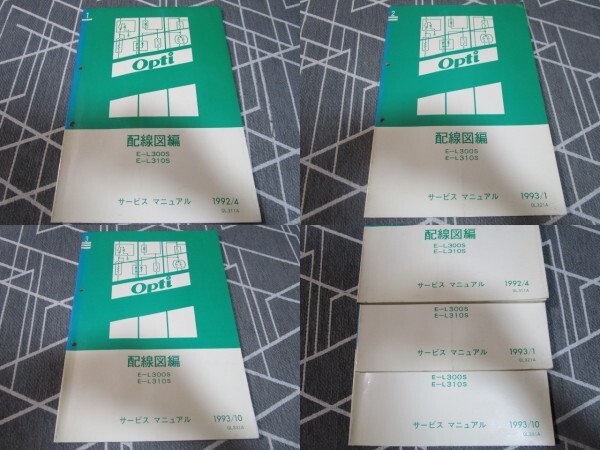 Opti
配線図編
E-L300S
E-L310S
サービス マニュアル 1992/4
Opti
配線図編
E-L300S
E-L310S
サービス マニュアル 1993/1
Opti
配線図編
E-L300S
E-L310S
サービス マニュアル 1993/10
配線図編
E-L300S
E-L310S
サービス マニュアル 1992/4
E-L300S
E-L310S
サービス マニュアル 1993/1
E-L300S
E-L310S
サービス マニュアル 1993/10